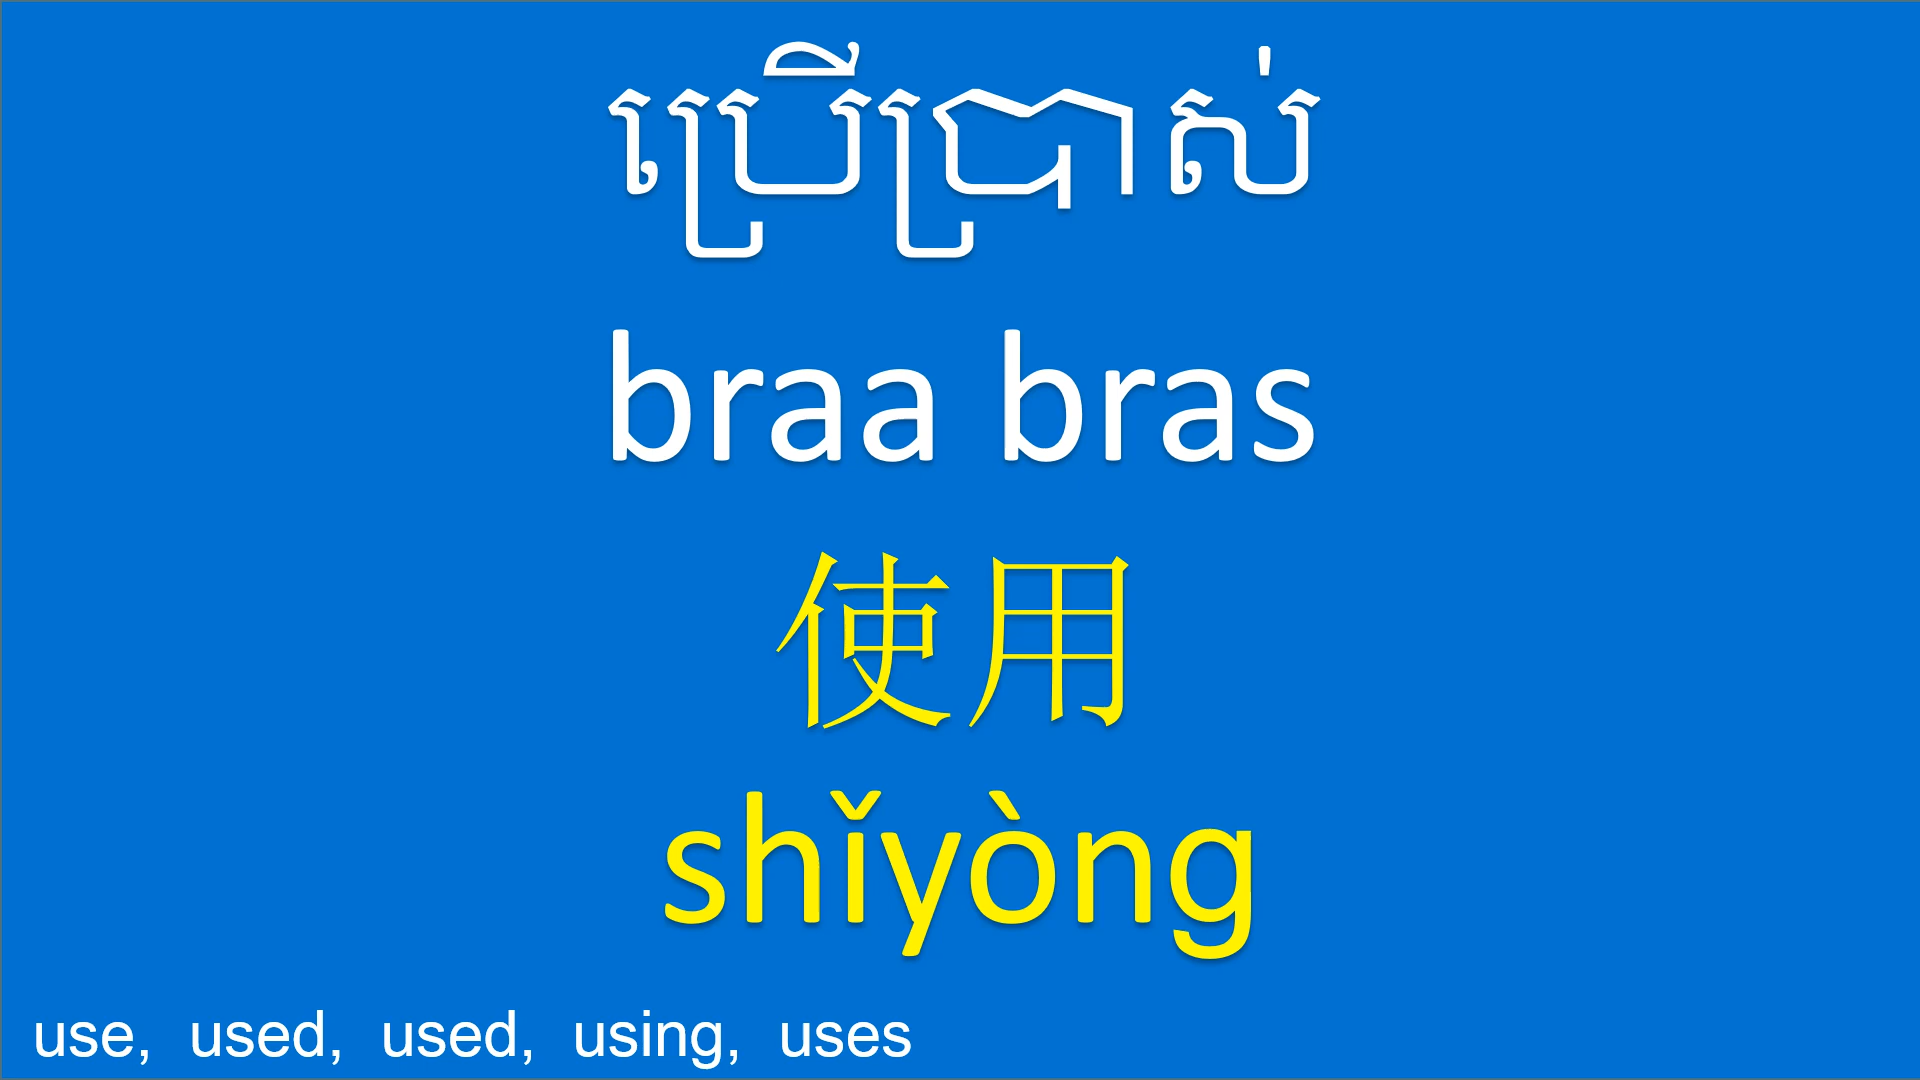 ប្រើប្រាស់
braa bras
使用
shǐyòng
use, used, used, using, uses